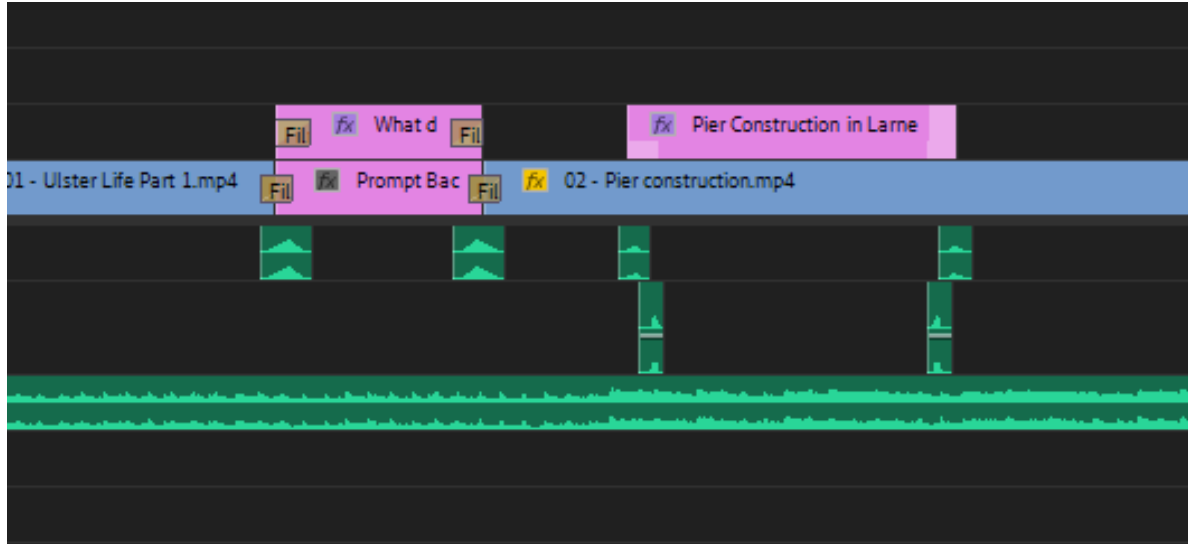 Fil
fx
What d
Fil
fx
Pier Construction in Larne
01 - Ulster Life Part 1.mp4
Fil
fx
Prompt Bac
Fil
fx
02 - Pier construction.mp4